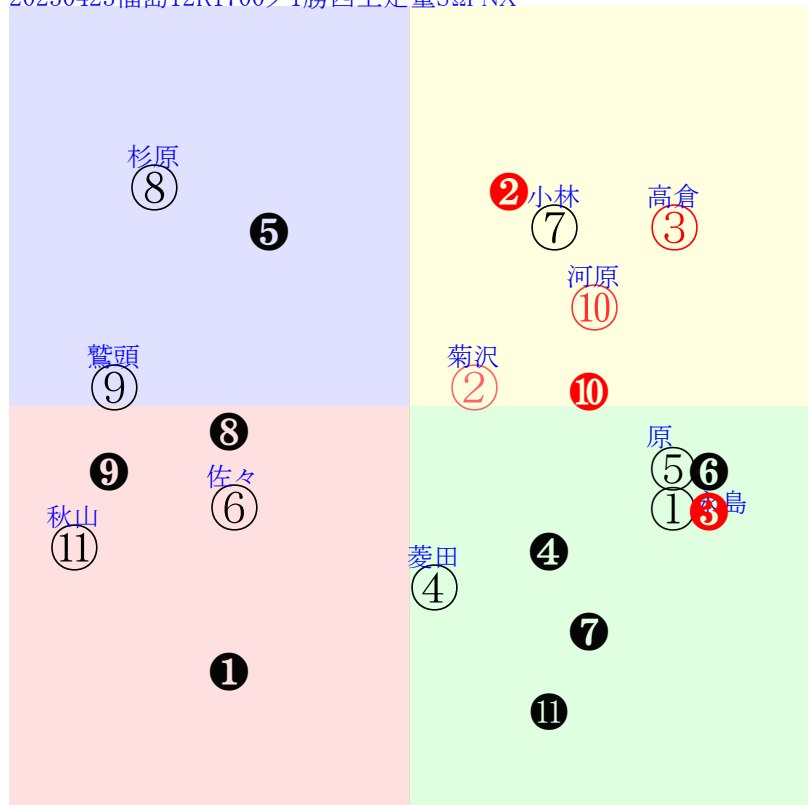 杉原
⑧
❺
❷
小林
⑦
高倉
③
河原
⑩
鷲頭
⑨
菊沢
②
❿
❽
原
⑤
❻
❾
佐々
⑥
①
❸
島
秋山
⑪
❹
菱田
④
❼
❶
⓫